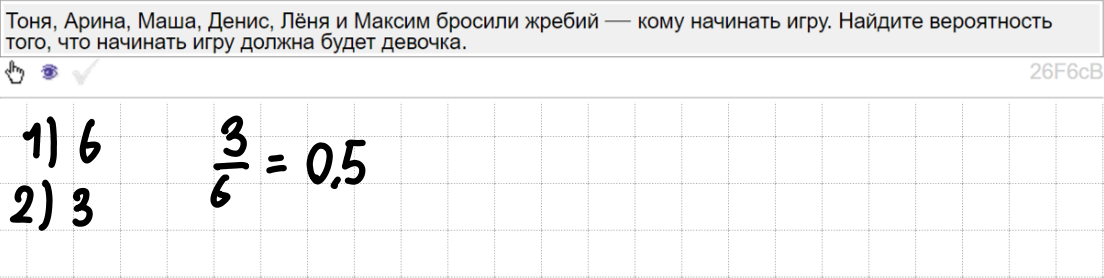 Тоня, Арина, Маша, Денис, Лёня и Максим бросили жребий — кому начинать игру. Найдите вероятность
того, что начинать игру должна будет девочка.
26F6cB
1) 6
2) 3
3/6 = 0,5